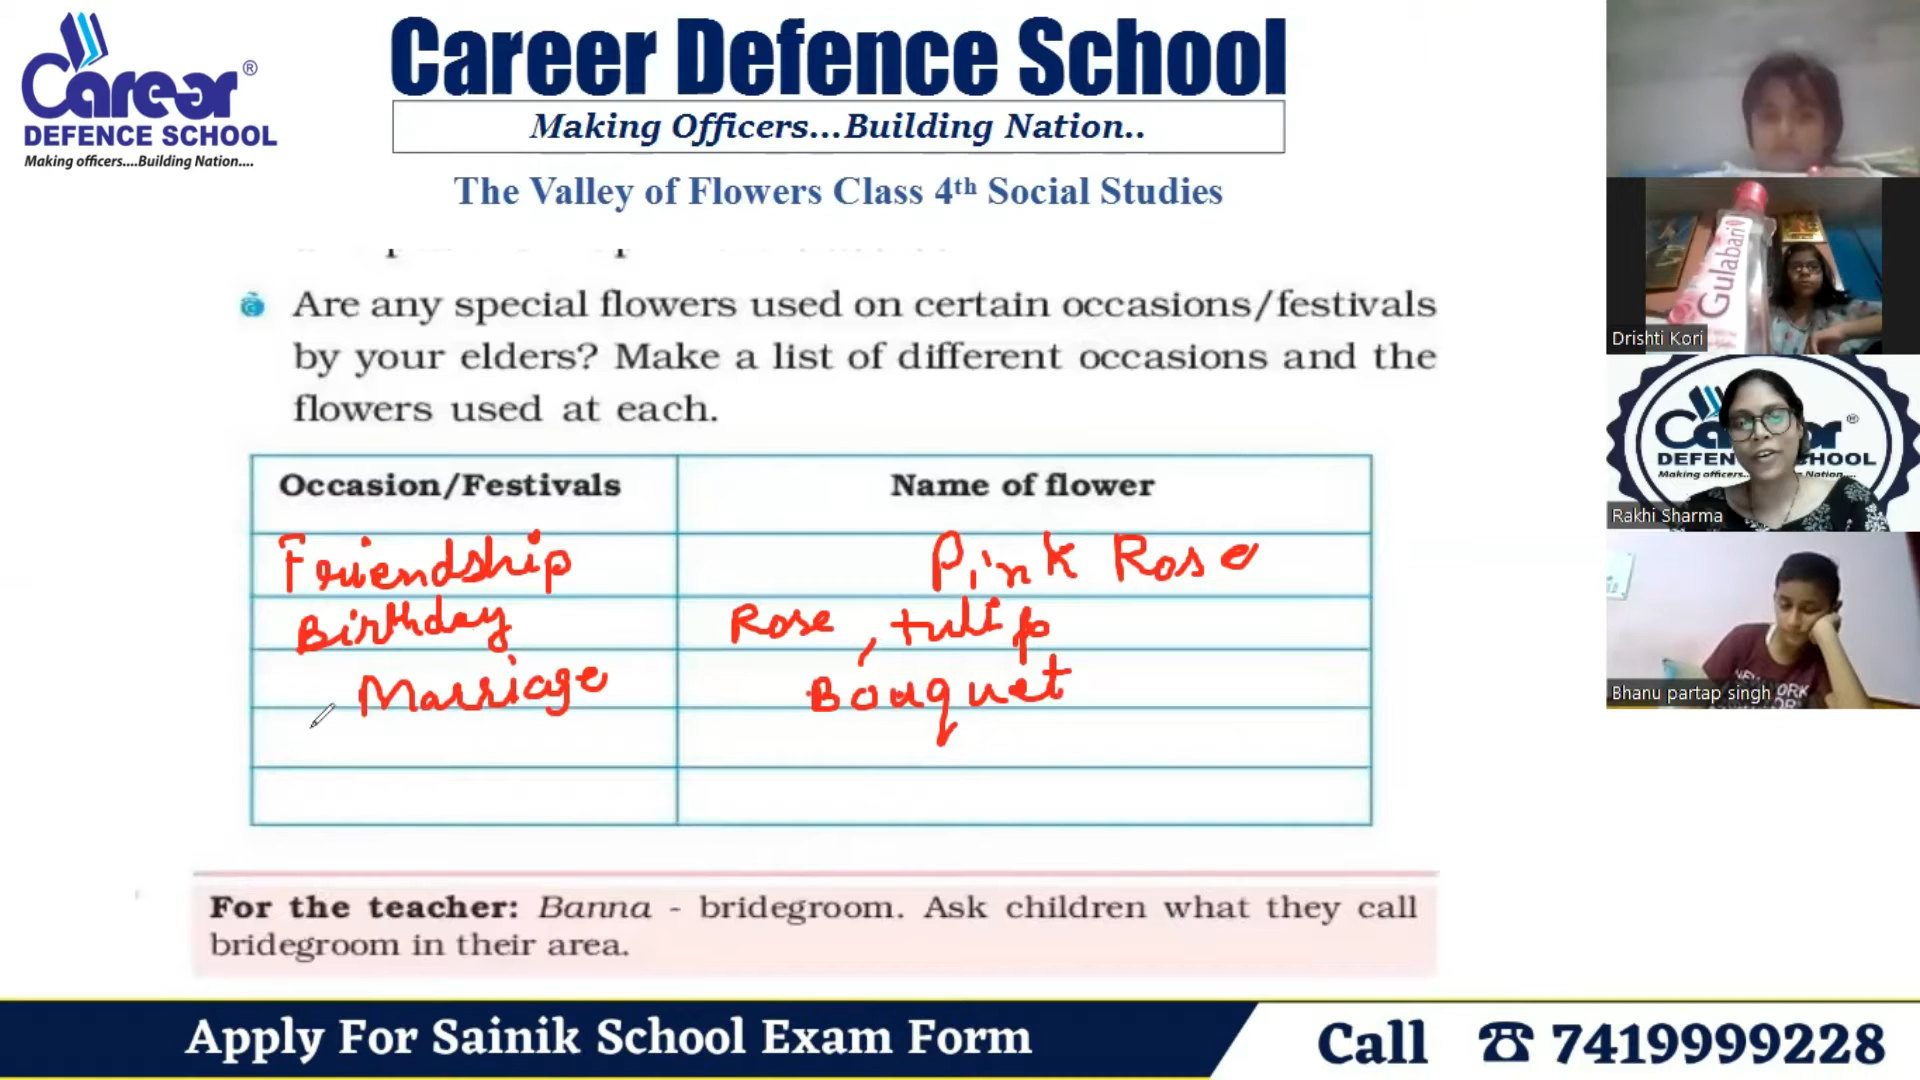 Career®
DEFENCE SCHOOL
Making officers....Building Nation....
Career Defence School
Making Officers...Building Nation..
The Valley of Flowers Class 4th Social Studies
Are any special flowers used on certain occasions/festivals
by your elders? Make a list of different occasions and the
flowers used at each.
Occasion/Festivals Name of flower
Friendship Pink Rose
Birthday Rose, tulip
Marriage Bouquet
For the teacher: Banna - bridegroom. Ask children what they call
bridegroom in their area.
Apply For Sainik School Exam Form
Call ☎ 7419999228
Gulabari
Drishti Kori
Rakhi Sharma
NEW YORK
Bhanu partap singh